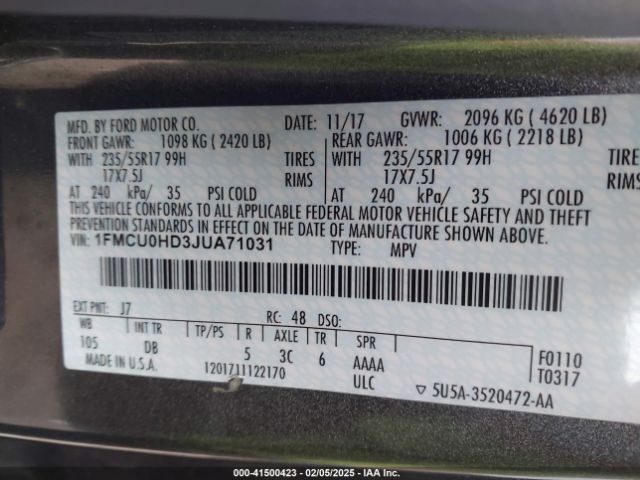 MFD. BY FORD MOTOR CO. DATE: 11/17 GVWR: 2096 KG ( 4620 LB)
FRONT GAWR: 1098 KG ( 2420 LB) REAR GAWR: 1006 KG ( 2218 LB)
WITH 235/55R17 99H TIRES WITH 235/55R17 99H TIRES
17X7.5J RIMS 17X7.5J RIMS
AT 240 kPa/ 35 PSI COLD AT 240 kPa/ 35 PSI COLD
THIS VEHICLE CONFORMS TO ALL APPLICABLE FEDERAL MOTOR VEHICLE SAFETY AND THEFT
PREVENTION STANDARDS IN EFFECT ON THE DATE OF MANUFACTURE SHOWN ABOVE.
VIN: 1FMCU0HD3JUA71031 TYPE: MPV
EXT PNT: J7 RC: 48 DSO:
WB INT TR TP/PS R AXLE TR SPR
105 DB 5 3C 6 AAAA F0110
MADE IN U.S.A. 1201711122170 ULC T0317
▽ 5U5A-3520472-AA
000-41500423 - 02/05/2025 - IAA Inc.